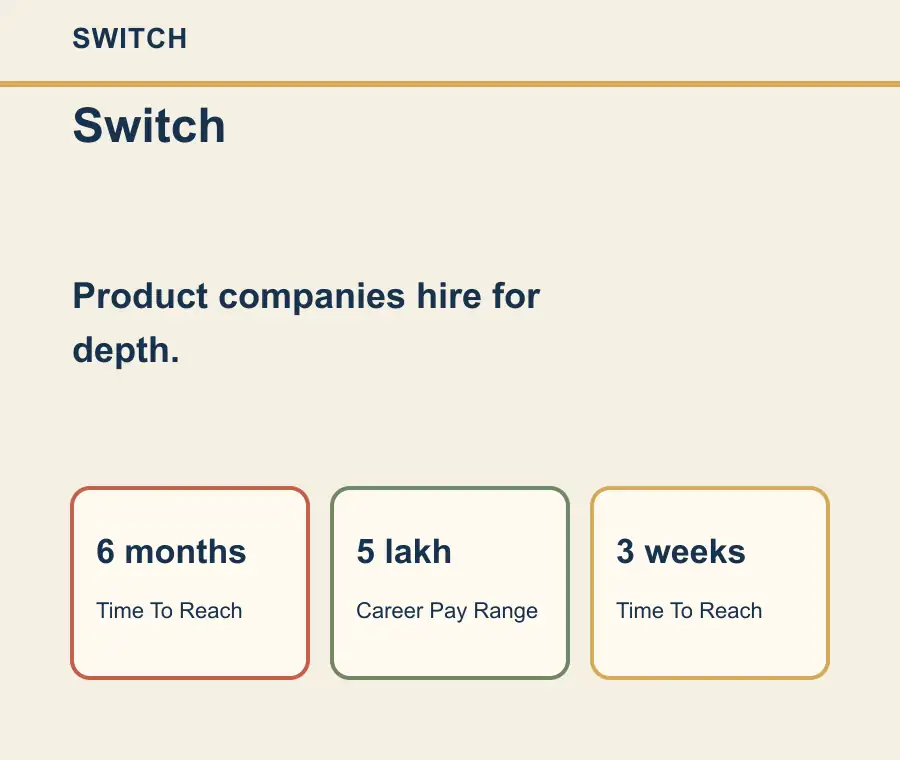 SWITCH
Switch
Product companies hire for
depth.
6 months
Time To Reach
5 lakh
Career Pay Range
3 weeks
Time To Reach